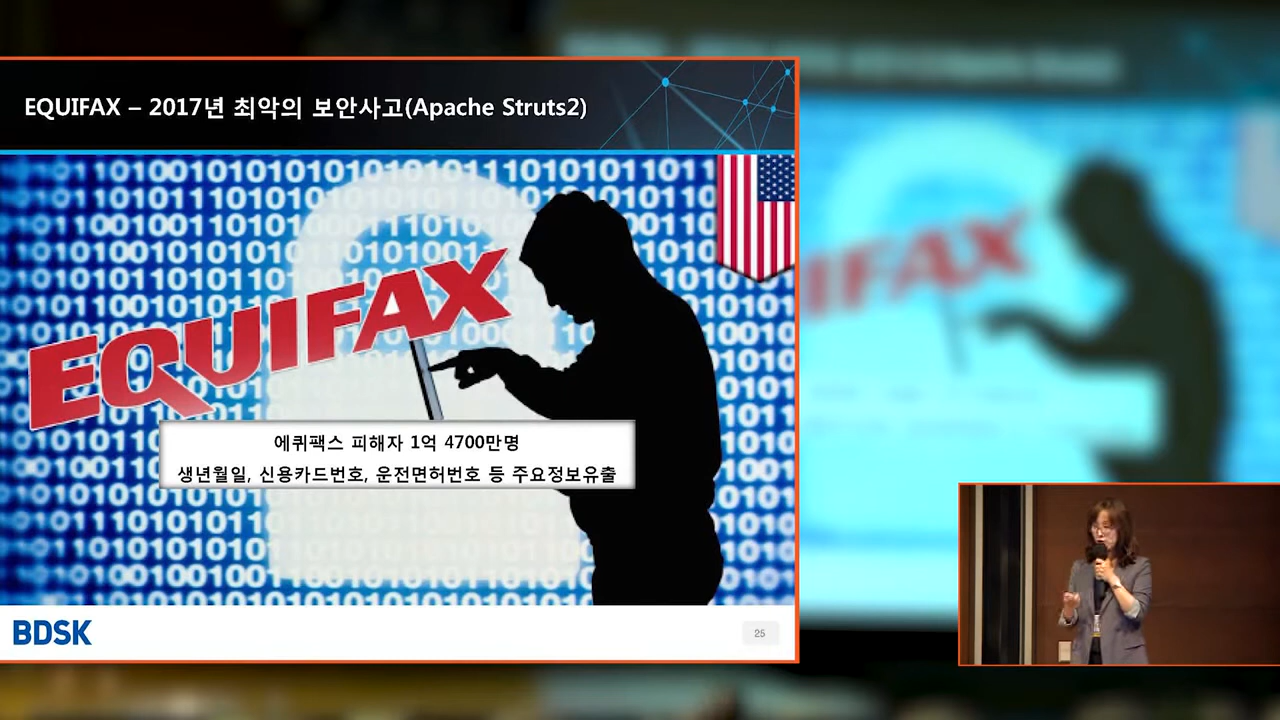 EQUIFAX – 2017년 최악의 보안사고(Apache Struts2)
EQUIFAX
에퀴팩스 피해자 1억 4700만명
생년월일, 신용카드번호, 운전면허번호 등 주요정보유출
BDSK
25